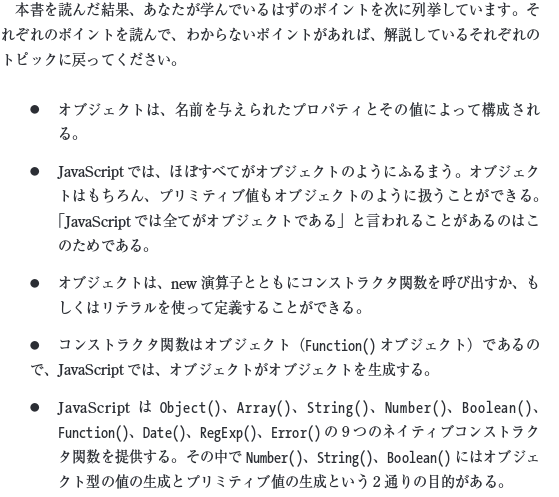 本書を読んだ結果、あなたが学んでいるはずのポイントを次に列挙しています。そ
れぞれのポイントを読んで、わからないポイントがあれば、解説しているそれぞれの
トピックに戻ってください。
● オブジェクトは、名前を与えられたプロパティとその値によって構成され
る。
● JavaScript では、ほぼすべてがオブジェクトのようにふるまう。オブジェク
トはもちろん、プリミティブ値もオブジェクトのように扱うことができる。
「JavaScript では全てがオブジェクトである」と言われることがあるのはこ
のためである。
● オブジェクトは、new 演算子とともにコンストラクタ関数を呼び出すか、も
しくはリテラルを使って定義することができる。
● コンストラクタ関数はオブジェクト（Function() オブジェクト）であるの
で、JavaScript では、オブジェクトがオブジェクトを生成する。
● JavaScript は Object()、Array()、String()、Number()、Boolean()、
Function()、Date()、RegExp()、Error() の９つのネイティブコンストラク
タ関数を提供する。その中で Number()、String()、Boolean() にはオブジェ
クト型の値の生成とプリミティブ値の生成という２通りの目的がある。